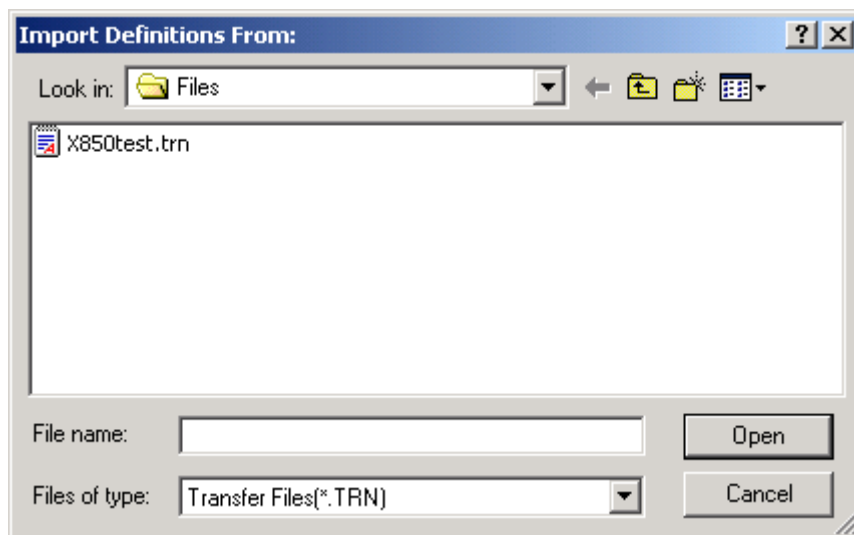 Import Definitions From:
Look in: Files
X850test.trn
File name:
Open
Files of type: Transfer Files(*.TRN)
Cancel